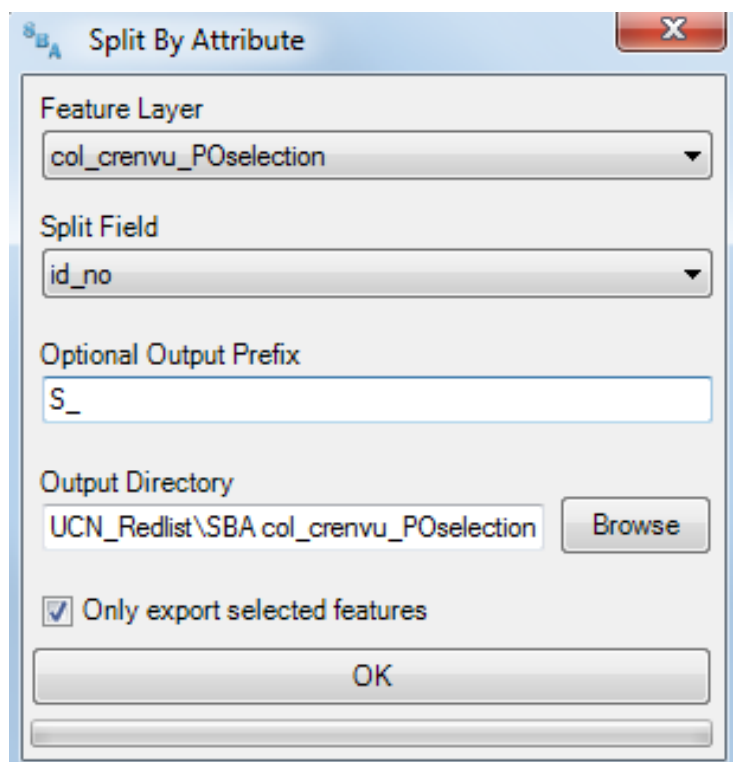 SBA Split By Attribute
Feature Layer
col_crenvu_POselection
Split Field
id_no
Optional Output Prefix
S_
Output Directory
UCN_Redlist\SBA col_crenvu_POselection Browse
Only export selected features
OK